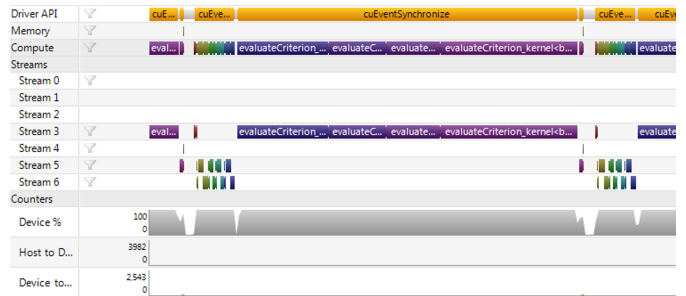 Driver API cuE... cuEve... cuEventSynchronize cuEve... cuEv
Memory
Compute eval... evaluateCriterion_... evaluateC... evaluate... evaluateCriterion_kernel<b... evaluate
Streams
Stream 0
Stream 1
Stream 2
Stream 3 eval... evaluateCriterion_... evaluateC... evaluate... evaluateCriterion_kernel<b... evaluate
Stream 4
Stream 5
Stream 6
Counters
Device % 100
0
Host to D... 3982
0
Device to... 2.543
0